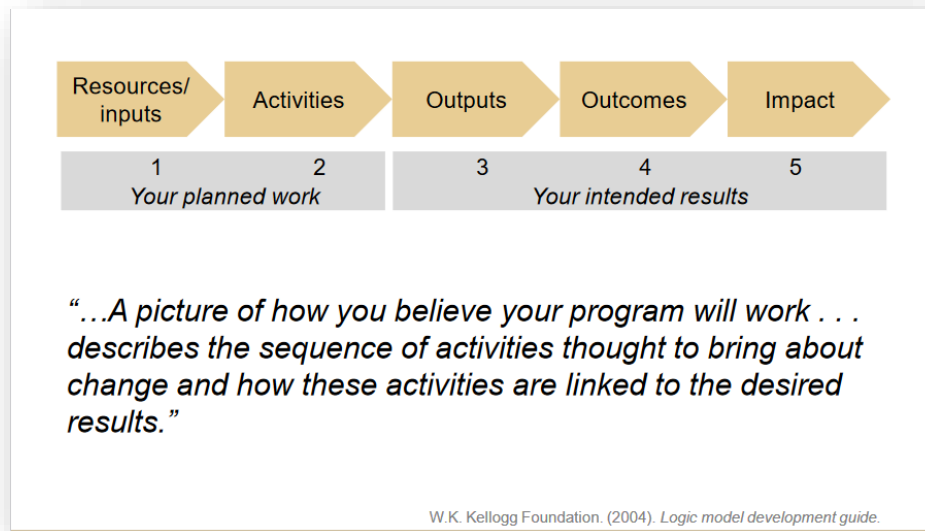 Resources/
inputs
Activities
Outputs
Outcomes
Impact
1 2 3 4 5
Your planned work Your intended results
“…A picture of how you believe your program will work . . .
describes the sequence of activities thought to bring about
change and how these activities are linked to the desired
results.”
W.K. Kellogg Foundation. (2004). Logic model development guide.